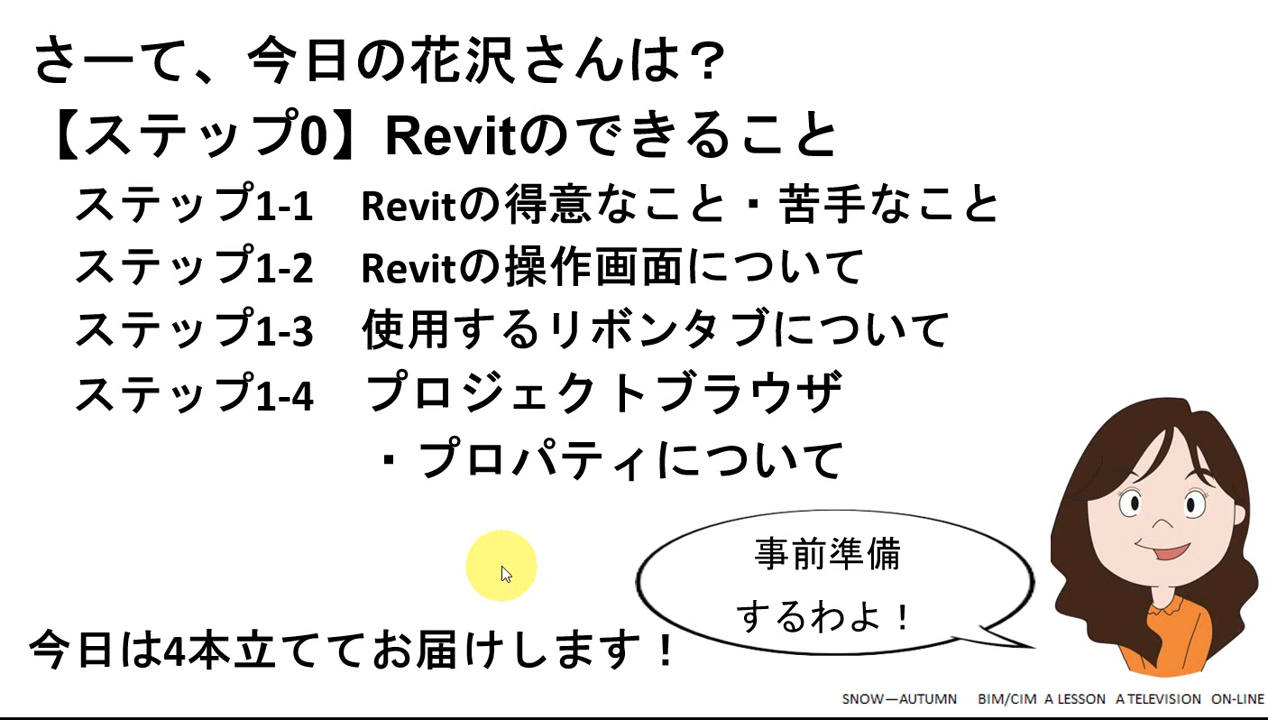 さーて、今日の花沢さんは？
【ステップ0】Revitのできること
ステップ1-1　Revitの得意なこと・苦手なこと
ステップ1-2　Revitの操作画面について
ステップ1-3　使用するリボンタブについて
ステップ1-4　プロジェクトブラウザ
・プロパティについて
事前準備
するわよ！
今日は4本立ててお届けします！
SNOW―AUTUMN　BIM/CIM A LESSON A TELEVISION ON-LINE